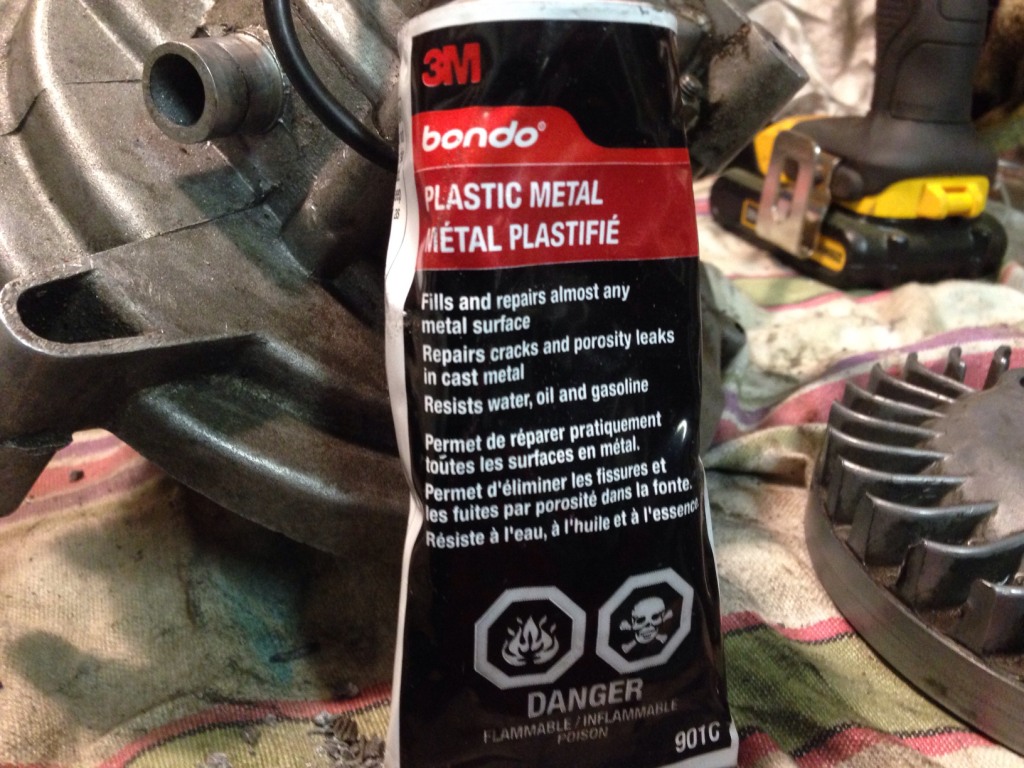 3M
bondo®
PLASTIC METAL
MÉTAL PLASTIFIÉ
Fills and repairs almost any
metal surface
Repairs cracks and porosity leaks
in cast metal
Resists water, oil and gasoline
Permet de réparer pratiquement
toutes les surfaces en métal.
Permet d'éliminer les fissures et
les fuites par porosité dans la fonte.
Résiste à l'eau, à l'huile et à l'essence
DANGER
FLAMMABLE / INFLAMMABLE
POISON
901C